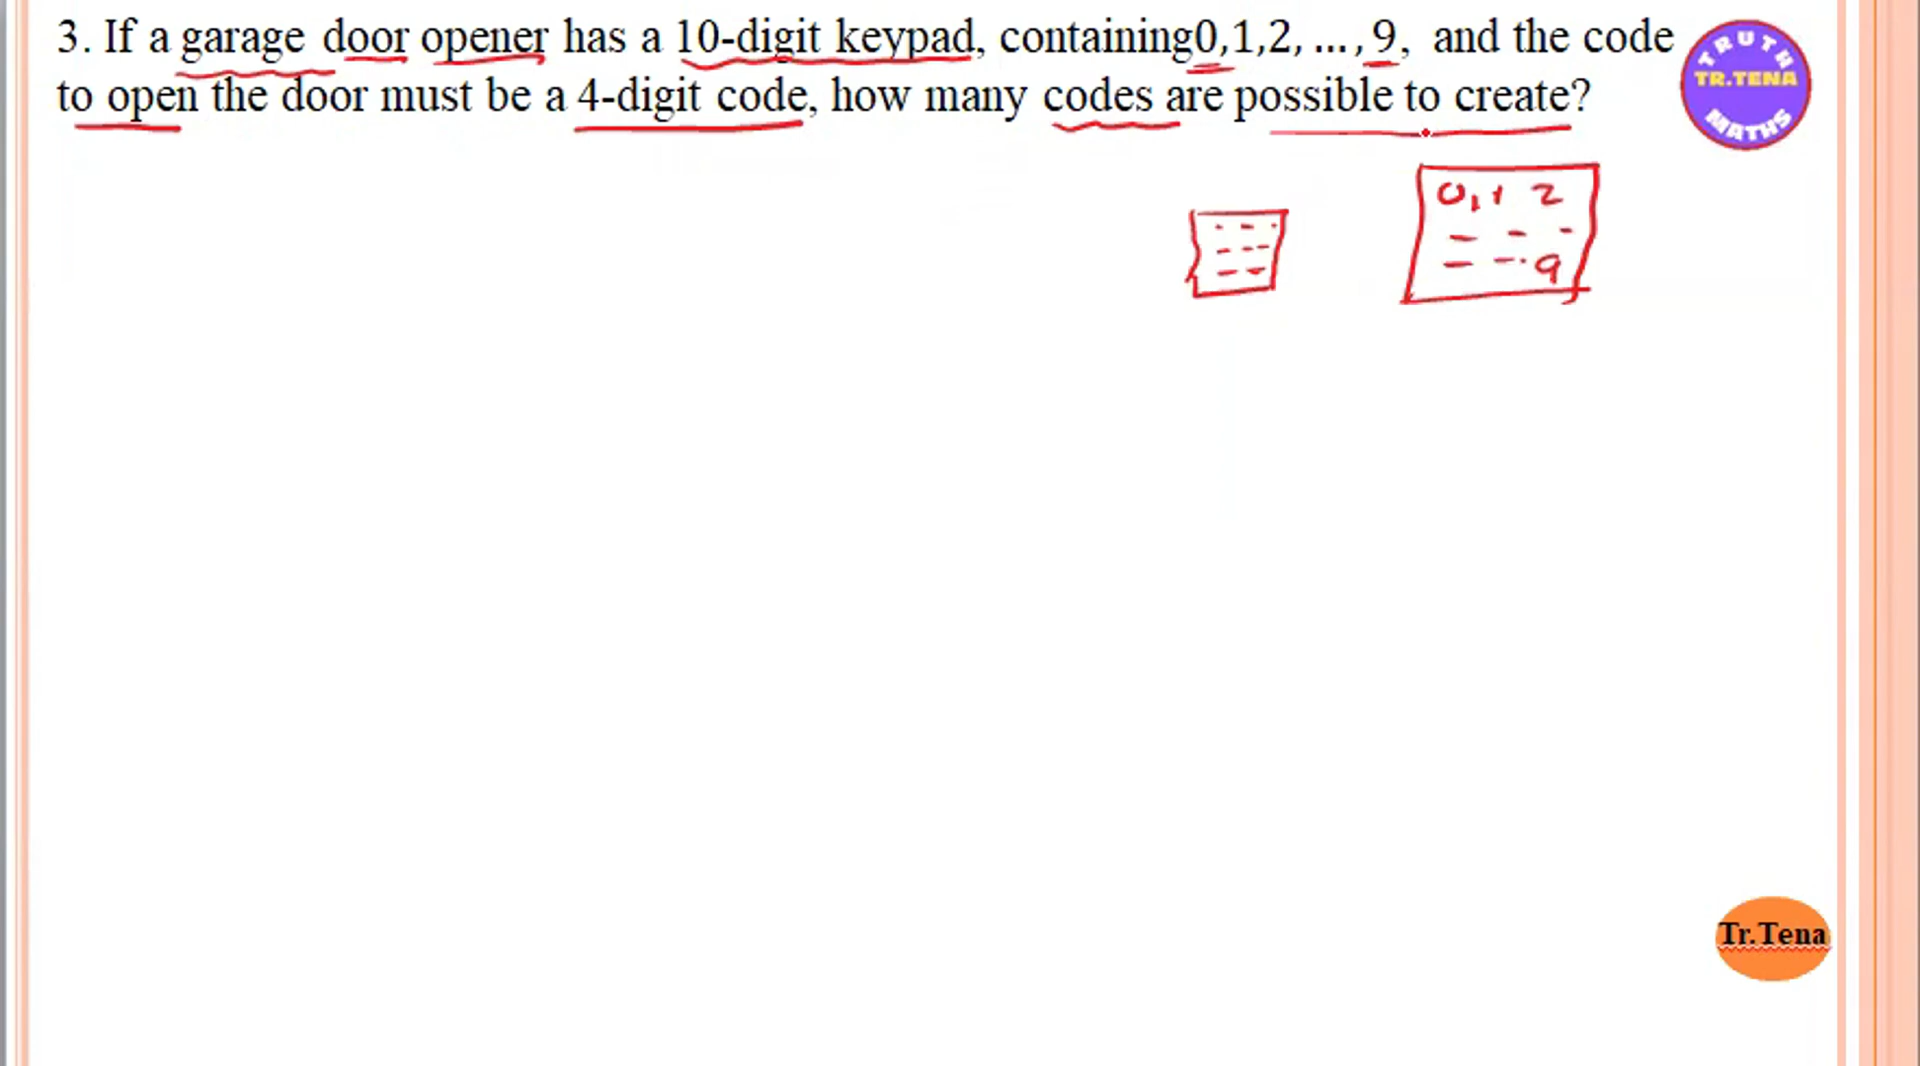 3. If a garage door opener has a 10-digit keypad, containing0,1,2, ...,9, and the code
to open the door must be a 4-digit code, how many codes are possible to create?
TRUTH
TR.TENA
MATHS
0,1 2
9
Tr.Tena